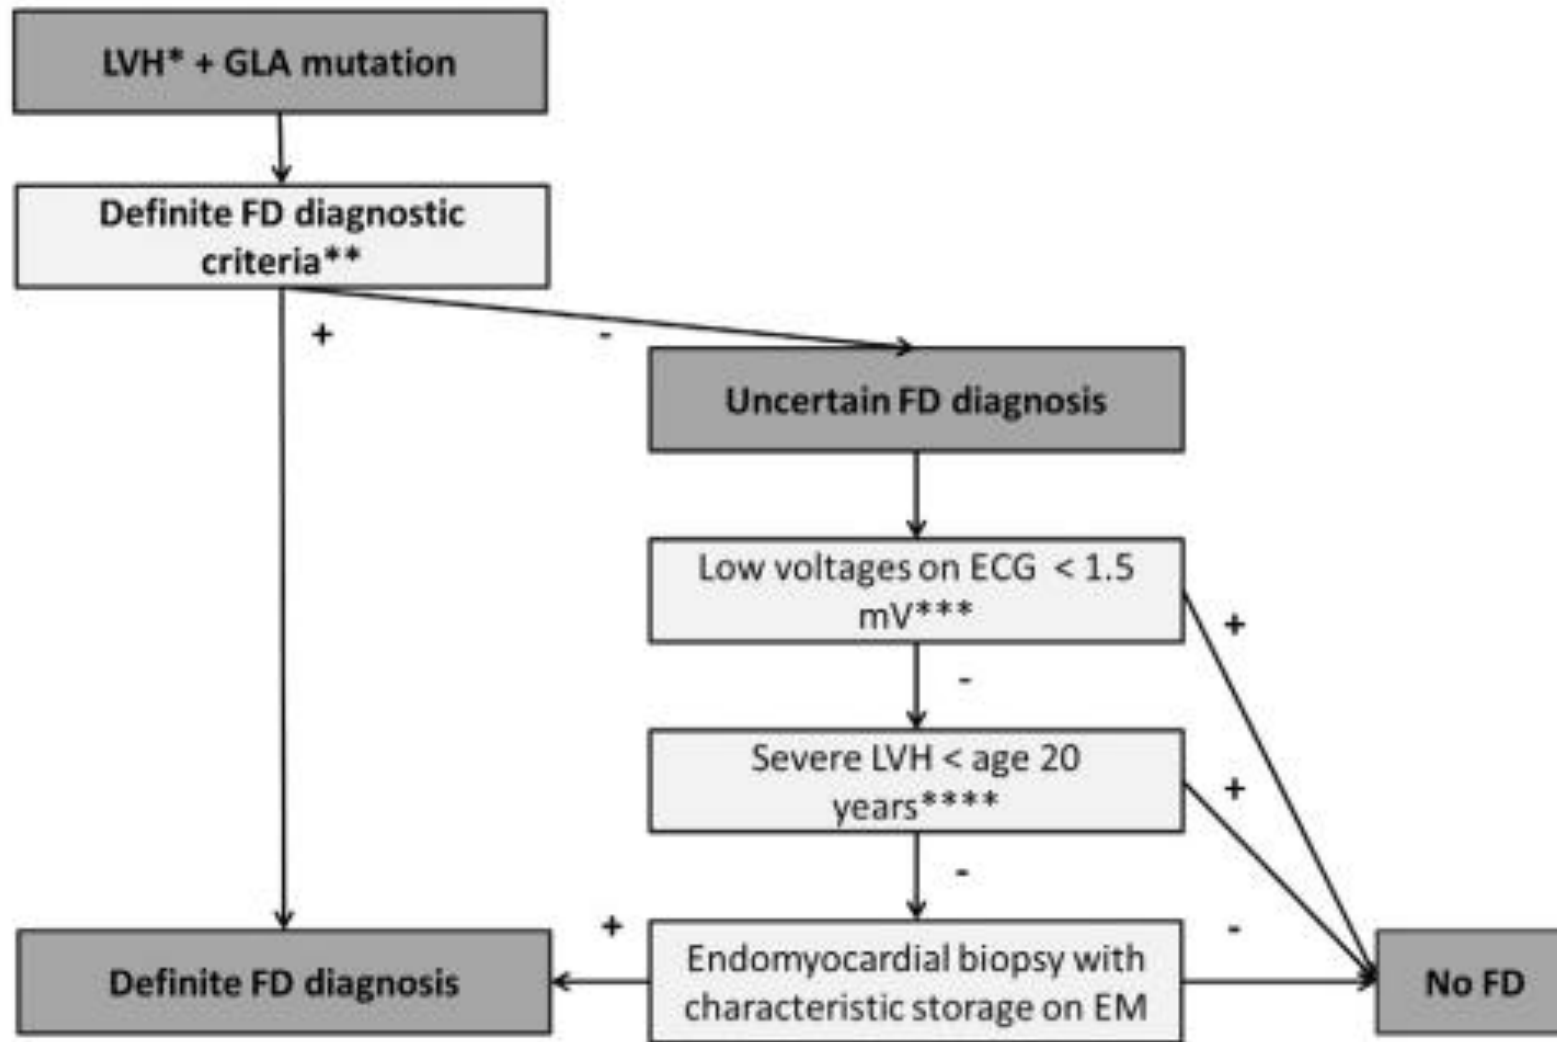 LVH* + GLA mutation
Definite FD diagnostic
criteria**
+
-
Uncertain FD diagnosis
Low voltages on ECG < 1.5
mV***
+
-
Severe LVH < age 20
years****
+
-
+
-
Endomyocardial biopsy with
characteristic storage on EM
Definite FD diagnosis
No FD